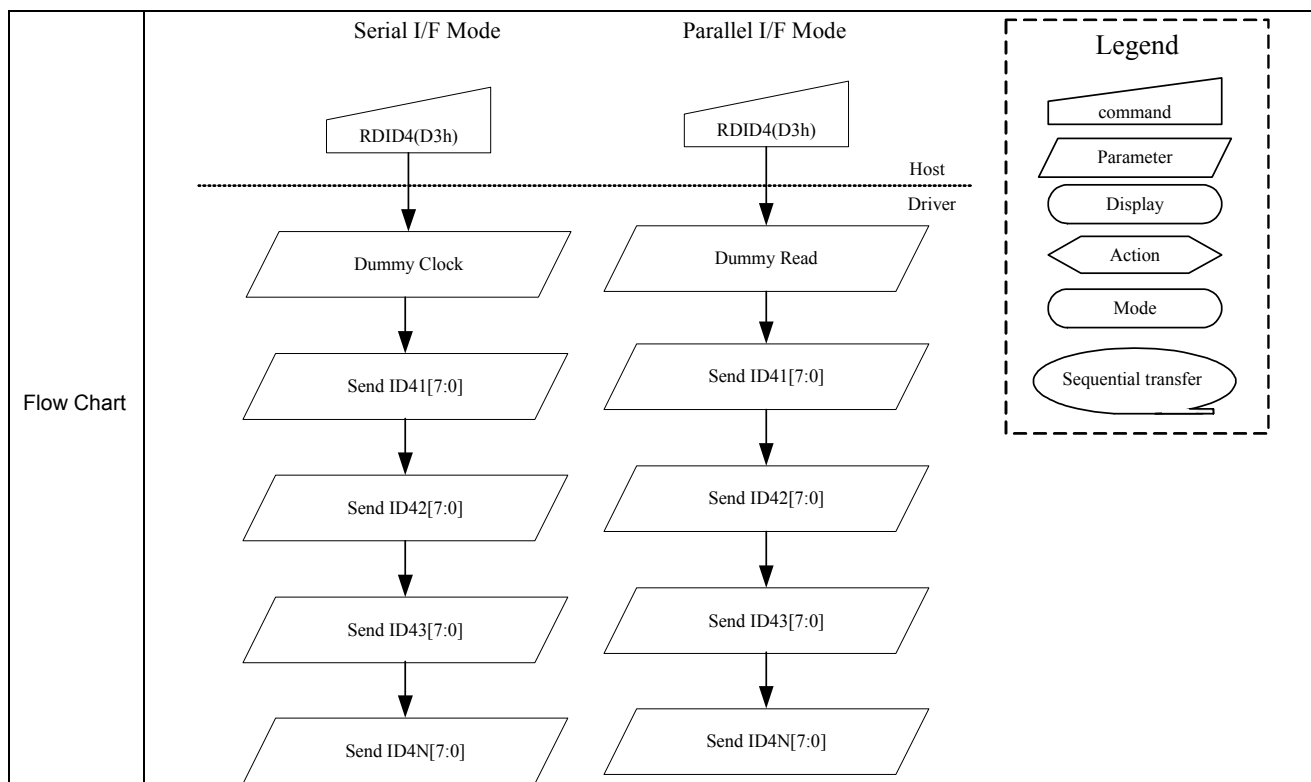 Flow Chart
Serial I/F Mode
RDID4(D3h)
Dummy Clock
Send ID41[7:0]
Send ID42[7:0]
Send ID43[7:0]
Send ID4N[7:0]
Parallel I/F Mode
RDID4(D3h)
Host
Driver
Dummy Read
Send ID41[7:0]
Send ID42[7:0]
Send ID43[7:0]
Send ID4N[7:0]
Legend
command
Parameter
Display
Action
Mode
Sequential transfer